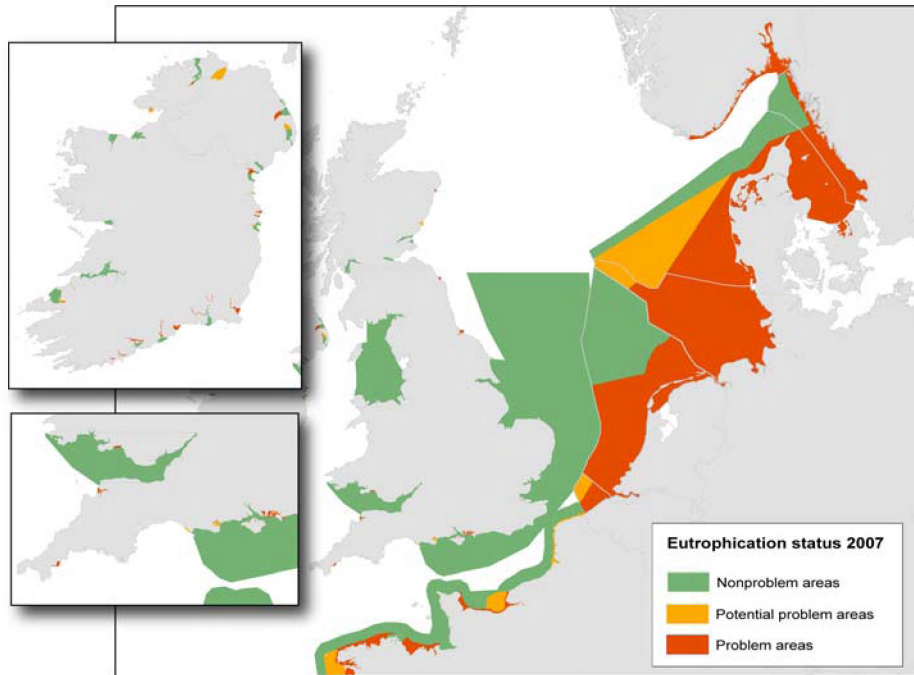 Eutrophication status 2007
Nonproblem areas
Potential problem areas
Problem areas